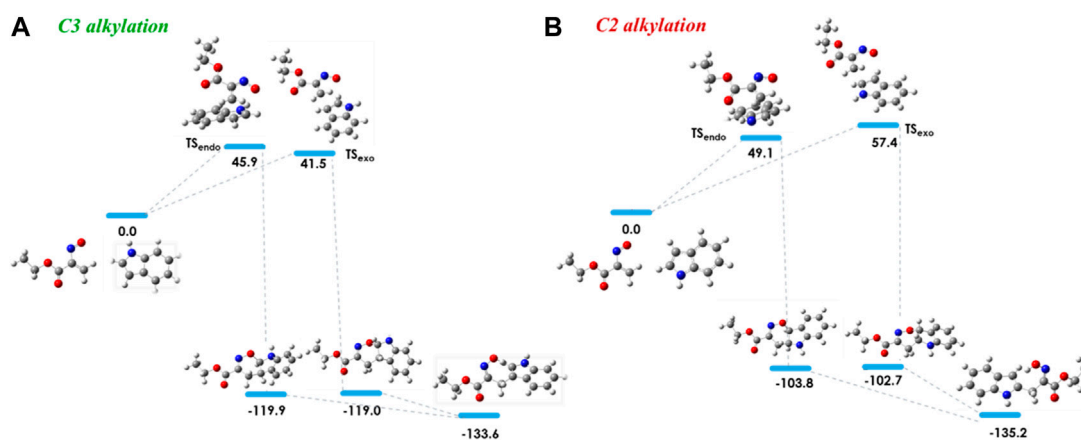 A C3 alkylation
TSendo
45.9
41.5
TSexo
0.0
-119.9
-119.0
-133.6
B C2 alkylation
TSendo
49.1
57.4
TSexo
0.0
-103.8
-102.7
-135.2